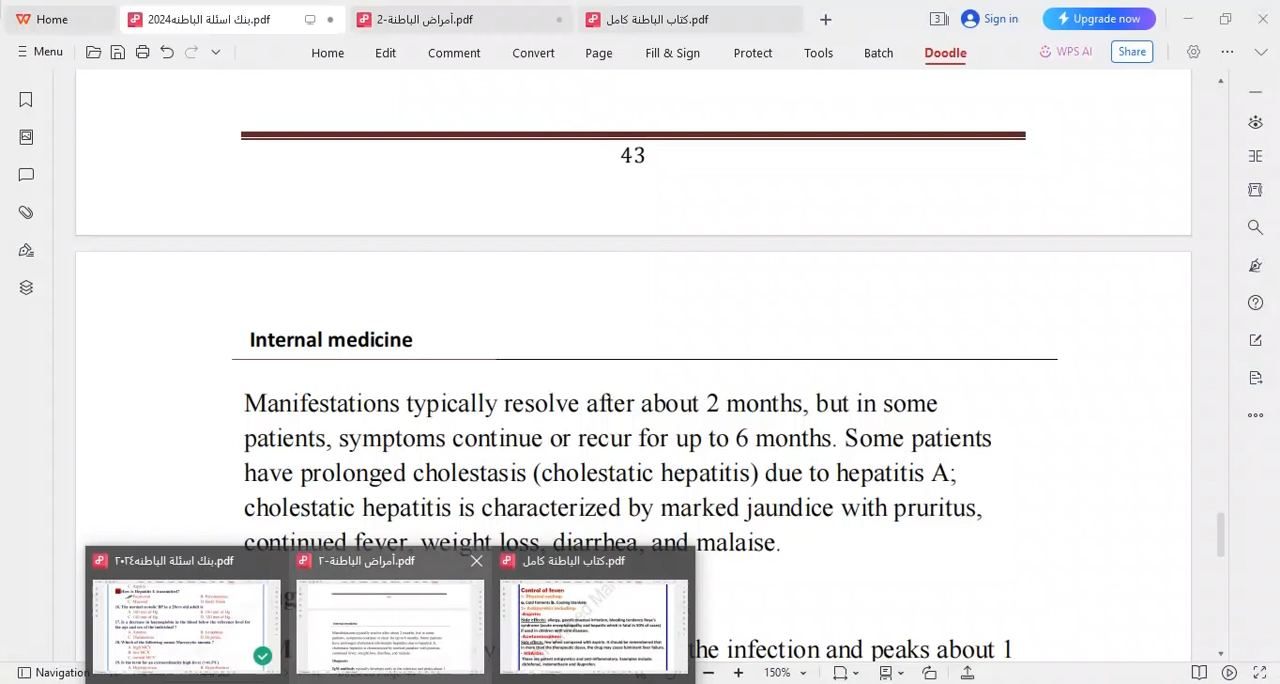 Home
بنك اسئلة الباطنه2024.pdf
أمراض الباطنة-2.pdf
كتاب الباطنة كامل.pdf
3
Sign in
Upgrade now
Menu
Home
Edit
Comment
Convert
Page
Fill & Sign
Protect
Tools
Batch
Doodle
WPS AI
Share
43
Internal medicine
Manifestations typically resolve after about 2 months, but in some
patients, symptoms continue or recur for up to 6 months. Some patients
have prolonged cholestasis (cholestatic hepatitis) due to hepatitis A;
cholestatic hepatitis is characterized by marked jaundice with pruritus,
continued fever, weight loss, diarrhea, and malaise.
بنك اسئلة الباطنه٢٠٢٤.pdf
أمراض الباطنة-٢.pdf
كتاب الباطنة كامل.pdf
Control of fever:
the infection and peaks about 1
Navigation
150%